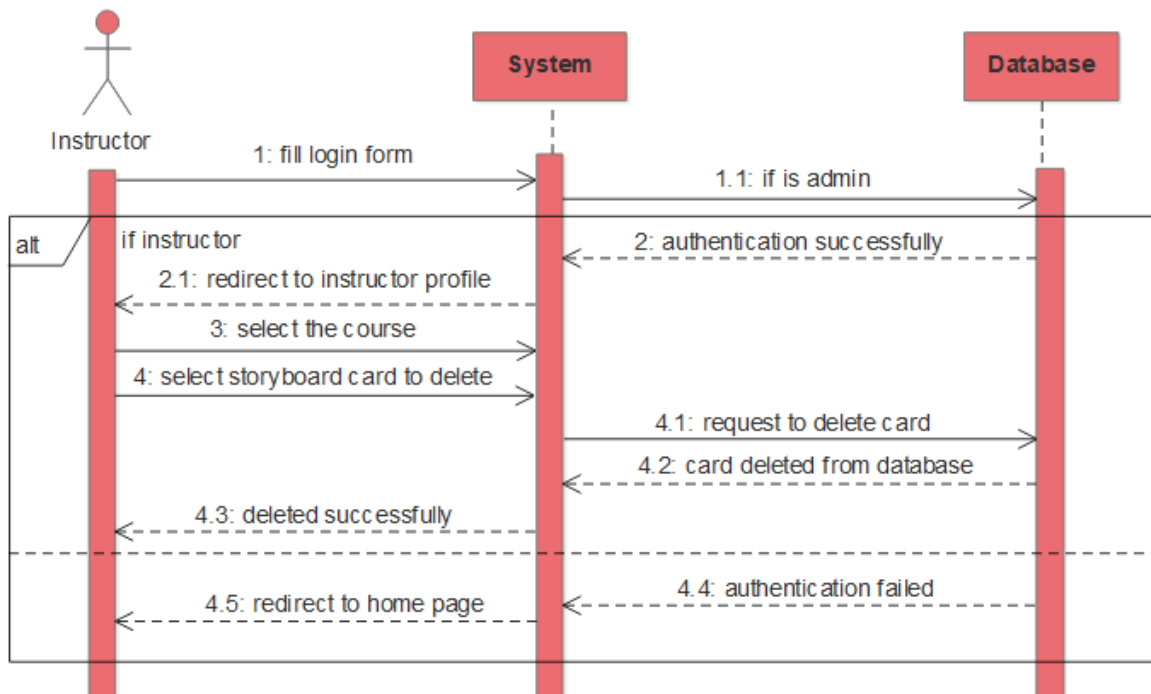 System
Database
Instructor
1: fill login form
1.1: if is admin
alt
if instructor
2: authentication successfully
2.1: redirect to instructor profile
3: select the course
4: select storyboard card to delete
4.1: request to delete card
4.2: card deleted from database
4.3: deleted successfully
4.4: authentication failed
4.5: redirect to home page